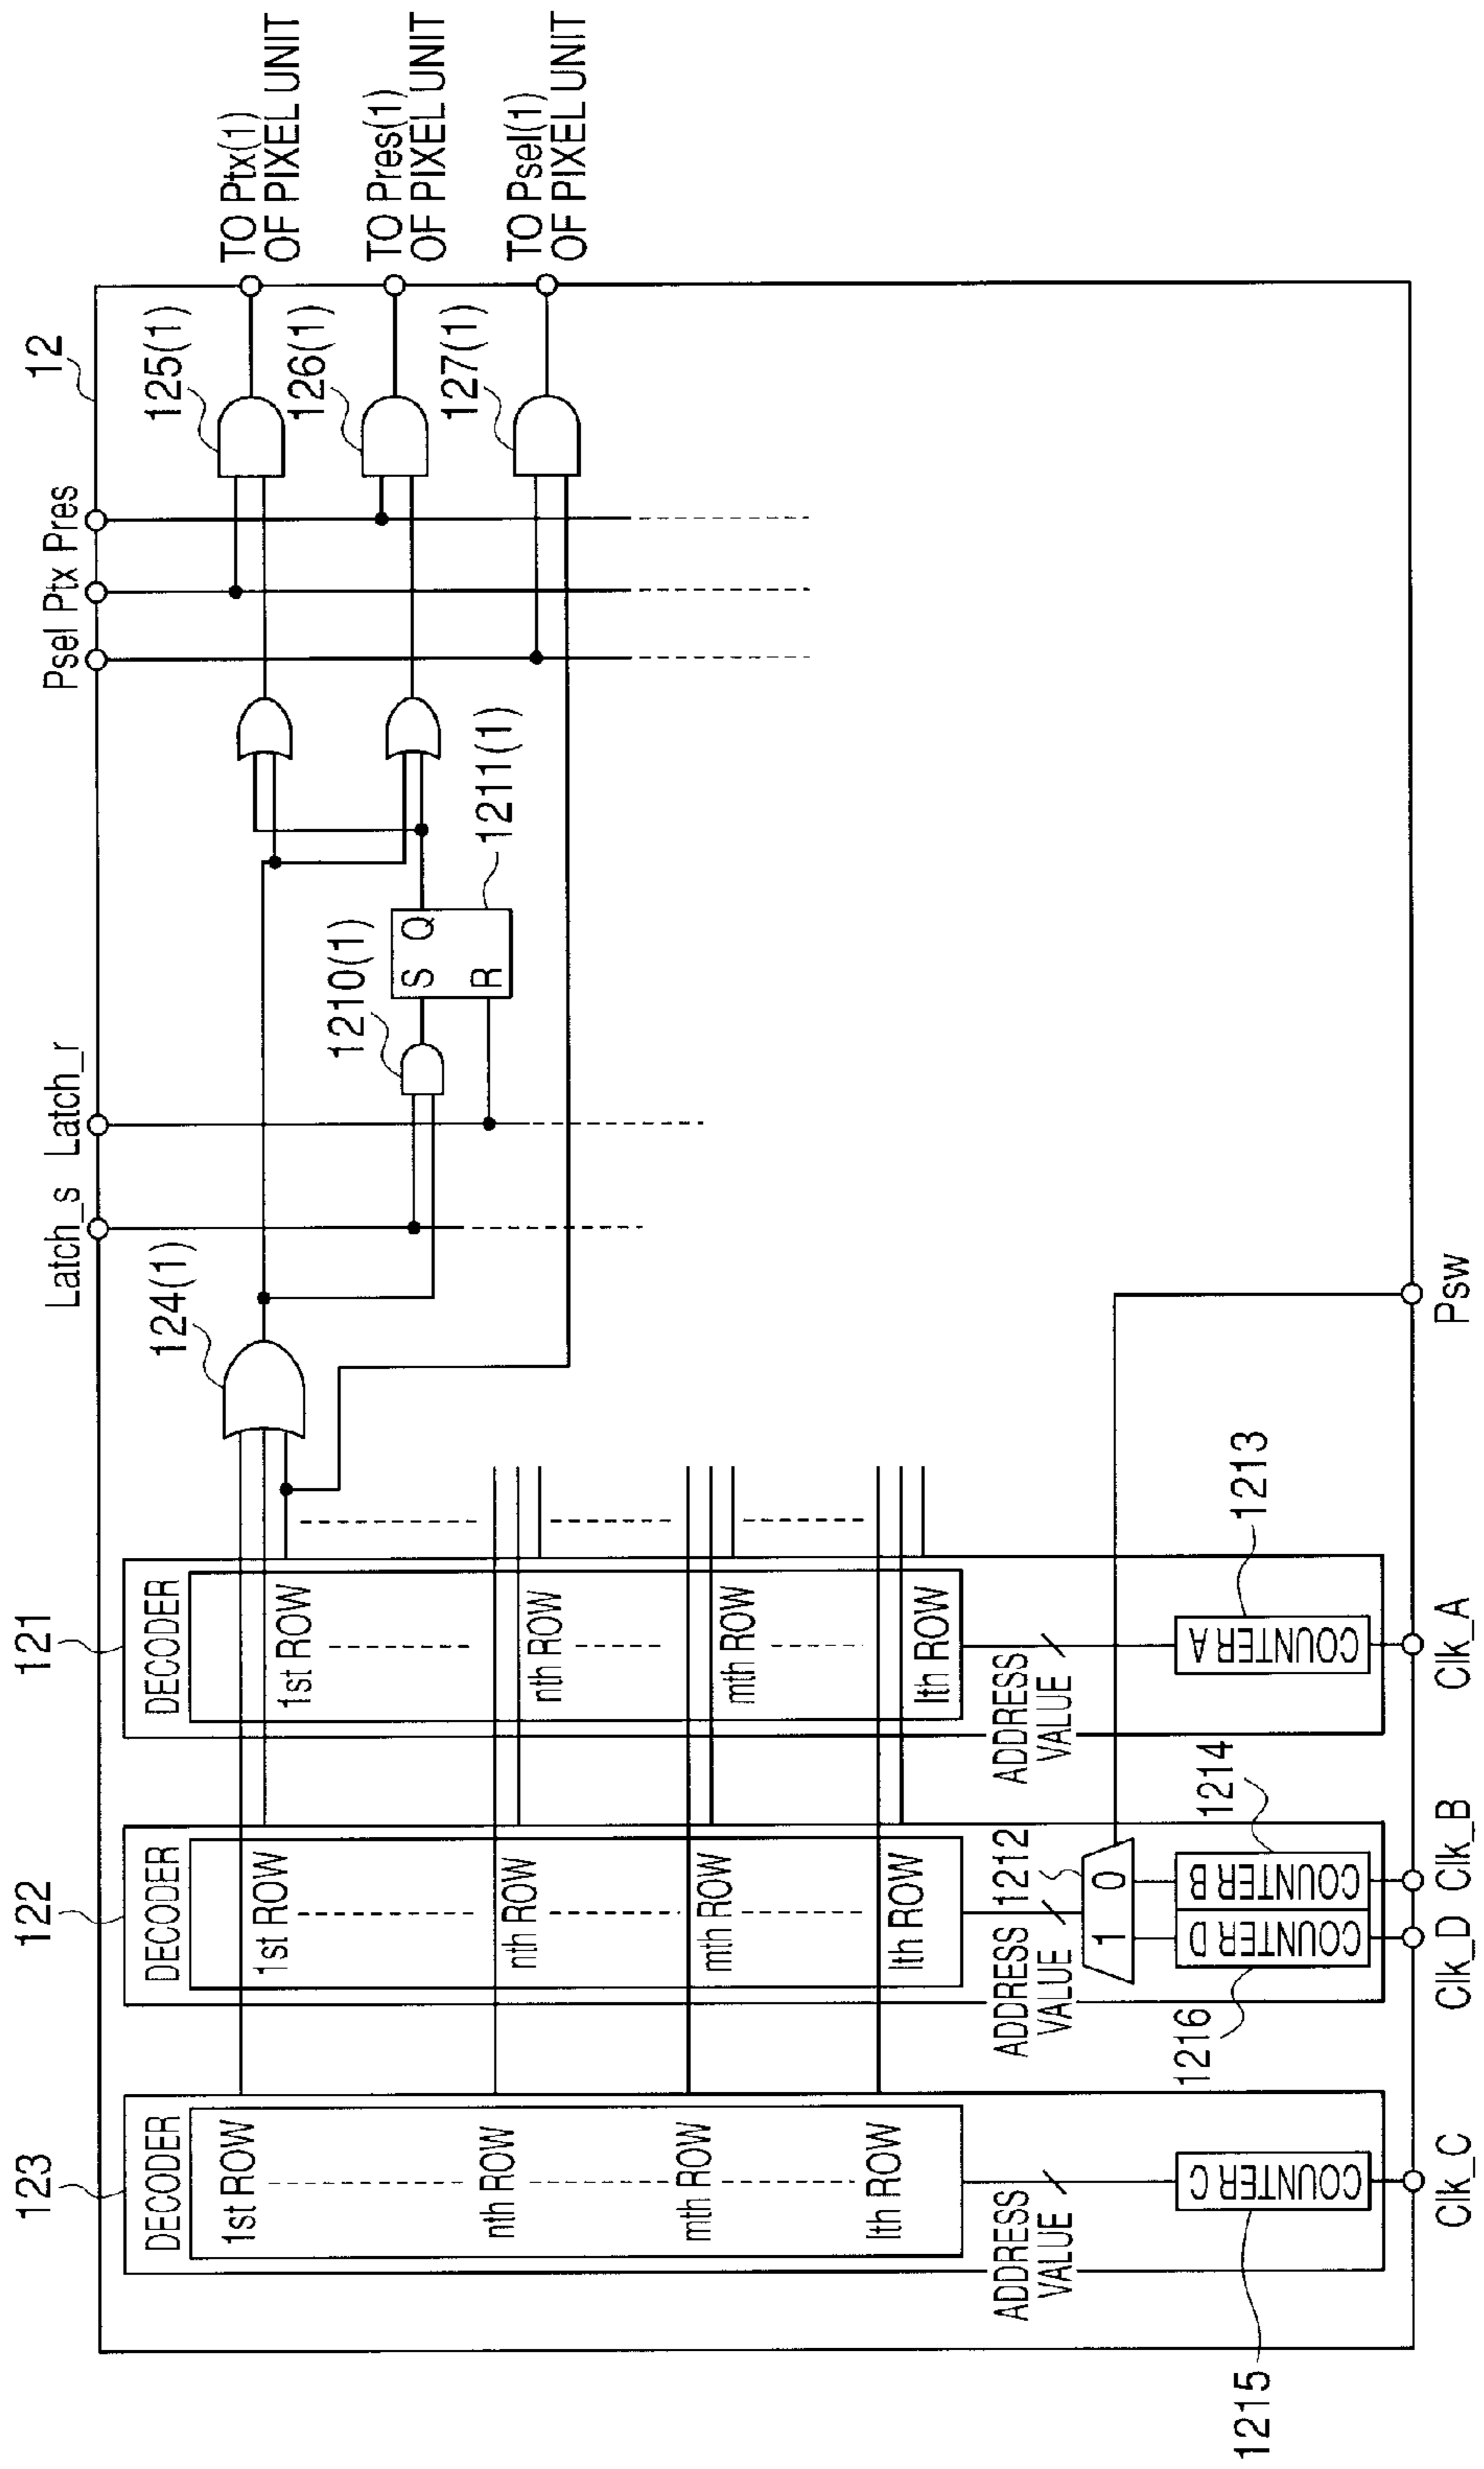 12
Latch_s
Latch_r
Psel
Ptx
Pres
123
122
121
124(1)
125(1)
126(1)
127(1)
1210(1)
1211(1)
S
Q
R
TO Ptx(1)
OF PIXEL UNIT
TO Pres(1)
OF PIXEL UNIT
TO Psel(1)
OF PIXEL UNIT
DECODER
1st ROW
nth ROW
mth ROW
lth ROW
ADDRESS
VALUE
COUNTER C
1215
DECODER
1st ROW
nth ROW
mth ROW
lth ROW
ADDRESS
VALUE
1212
1
0
COUNTER D
COUNTER B
1216
1214
DECODER
1st ROW
nth ROW
mth ROW
lth ROW
ADDRESS
VALUE
COUNTER A
1213
Clk_C
Clk_D
Clk_B
Clk_A
Psw